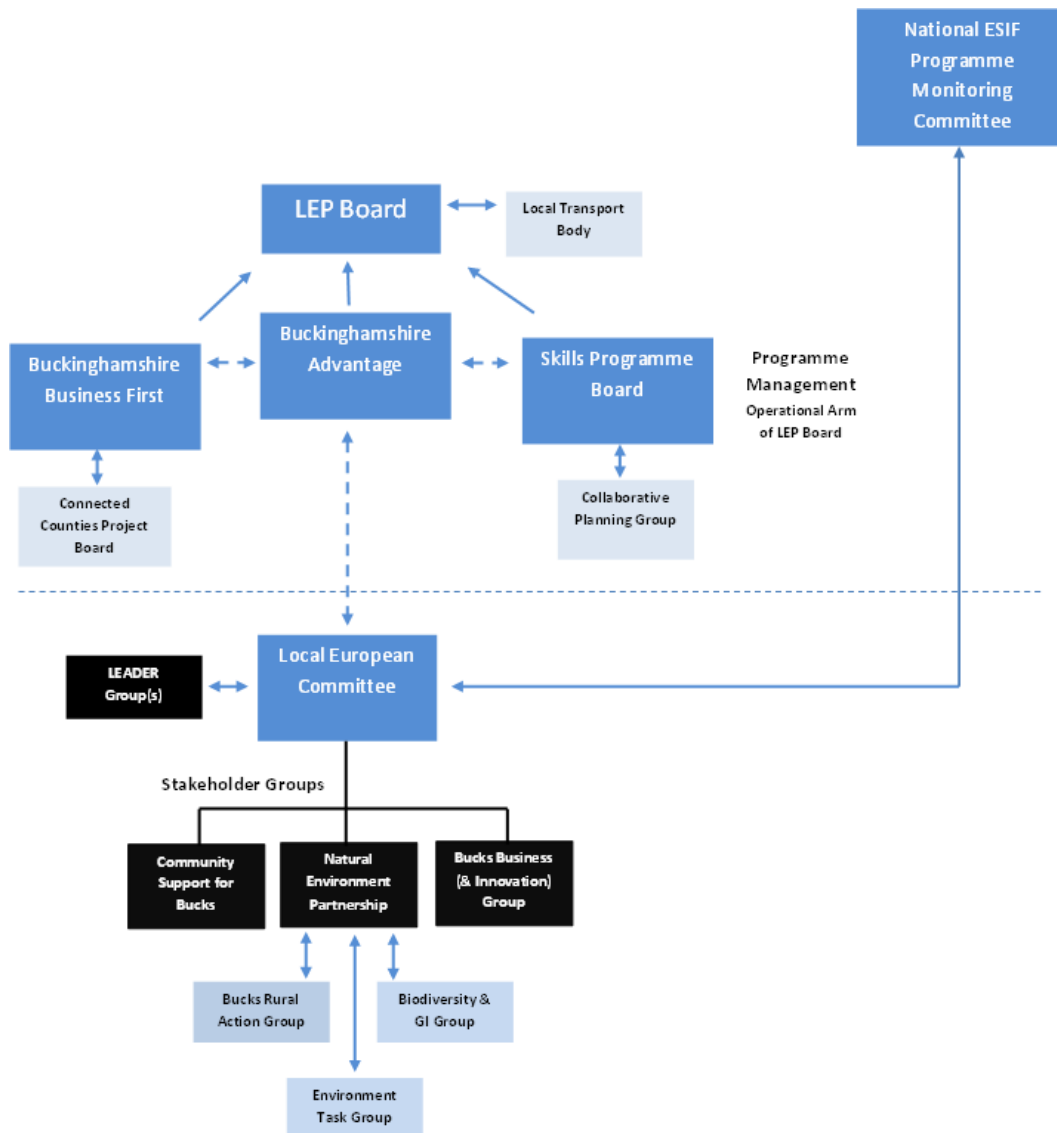 National ESIF
Programme
Monitoring
Committee
LEP Board
Local Transport
Body
Buckinghamshire
Business First
Buckinghamshire
Advantage
Skills Programme
Board
Programme
Management
Operational Arm
of LEP Board
Connected
Counties Project
Board
Collaborative
Planning Group
LEADER
Group(s)
Local European
Committee
Stakeholder Groups
Community
Support for
Bucks
Natural
Environment
Partnership
Bucks Business
(& Innovation)
Group
Bucks Rural
Action Group
Biodiversity &
GI Group
Environment
Task Group